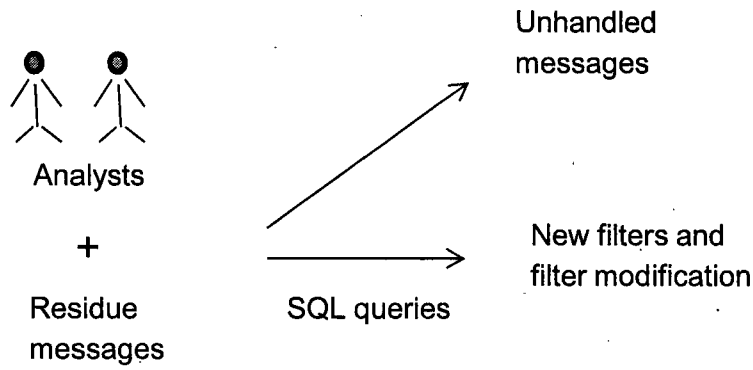 Unhandled
messages
Analysts
+
New filters and
filter modification
Residue
messages
SQL queries